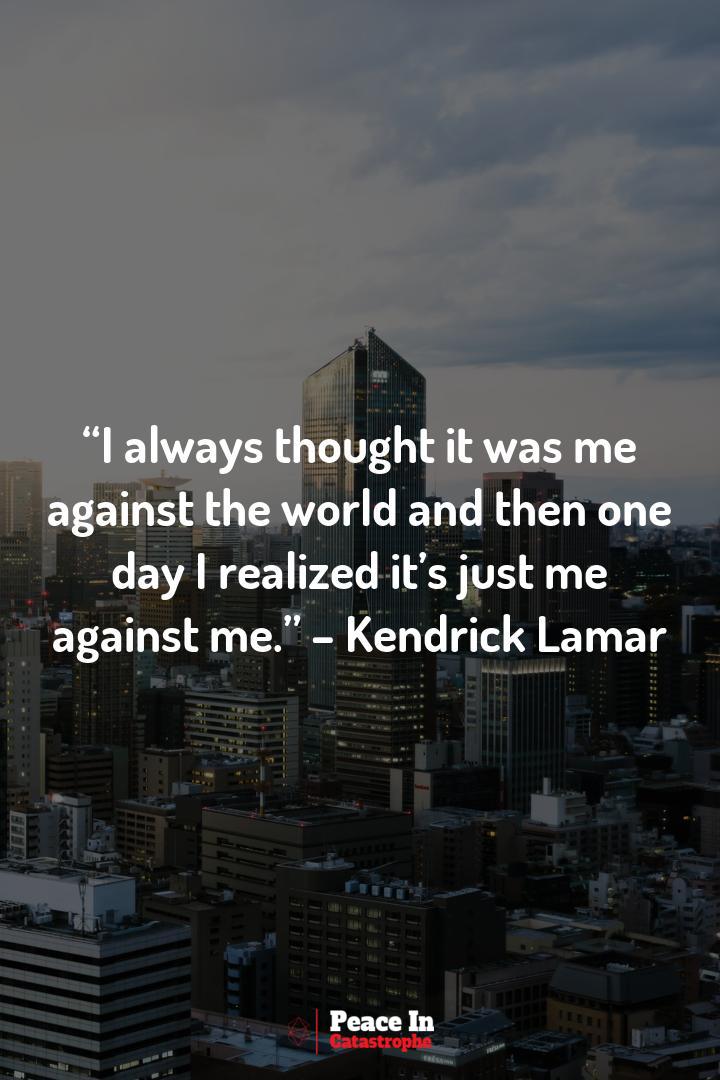 “I always thought it was me
against the world and then one
day I realized it’s just me
against me.” – Kendrick Lamar
Peace In
Catastrophe